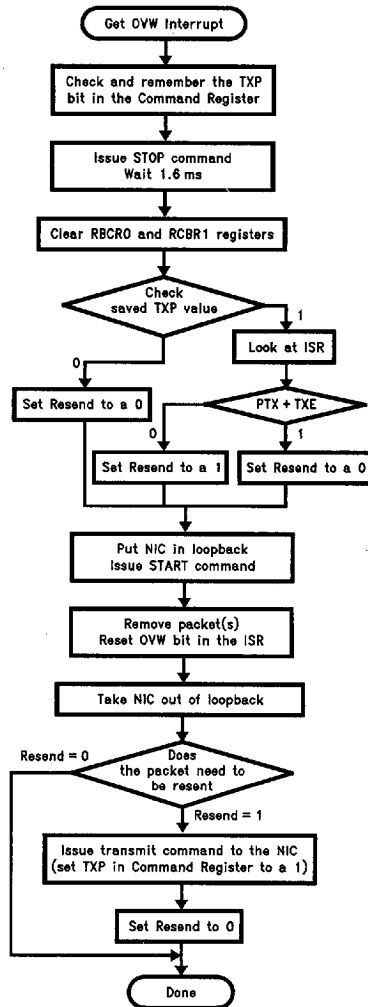 Get OVW Interrupt
Check and remember the TXP
bit in the Command Register
Issue STOP command
Wait 1.6 ms
Clear RBCR0 and RCBR1 registers
Check
saved TXP value
1
0
Look at ISR
Set Resend to a 0
PTX + TXE
0
1
Set Resend to a 1
Set Resend to a 0
Put NIC in loopback
Issue START command
Remove packet(s)
Reset OVW bit in the ISR
Take NIC out of loopback
Resend = 0
Does
the packet need to
be resent
Resend = 1
Issue transmit command to the NIC
(set TXP in Command Register to a 1)
Set Resend to 0
Done